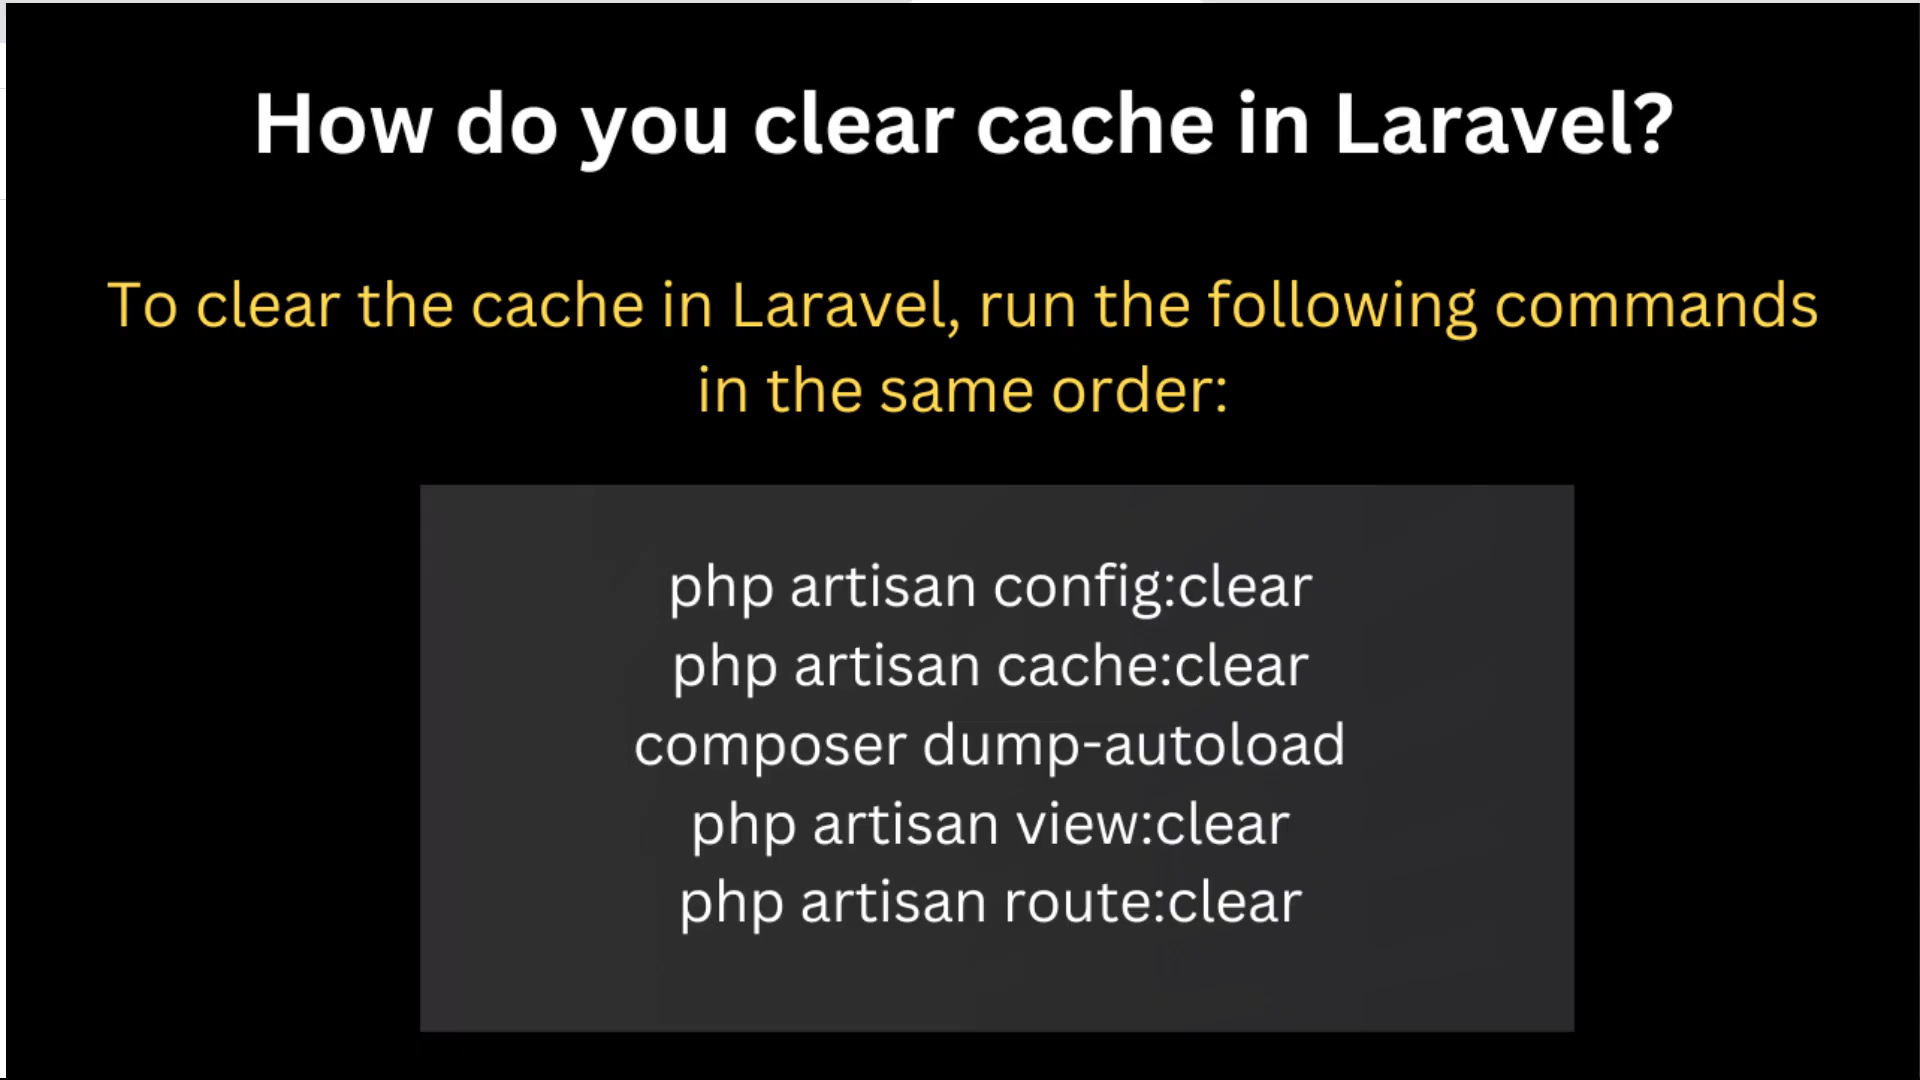 How do you clear cache in Laravel?
To clear the cache in Laravel, run the following commands
in the same order:
php artisan config:clear
php artisan cache:clear
composer dump-autoload
php artisan view:clear
php artisan route:clear